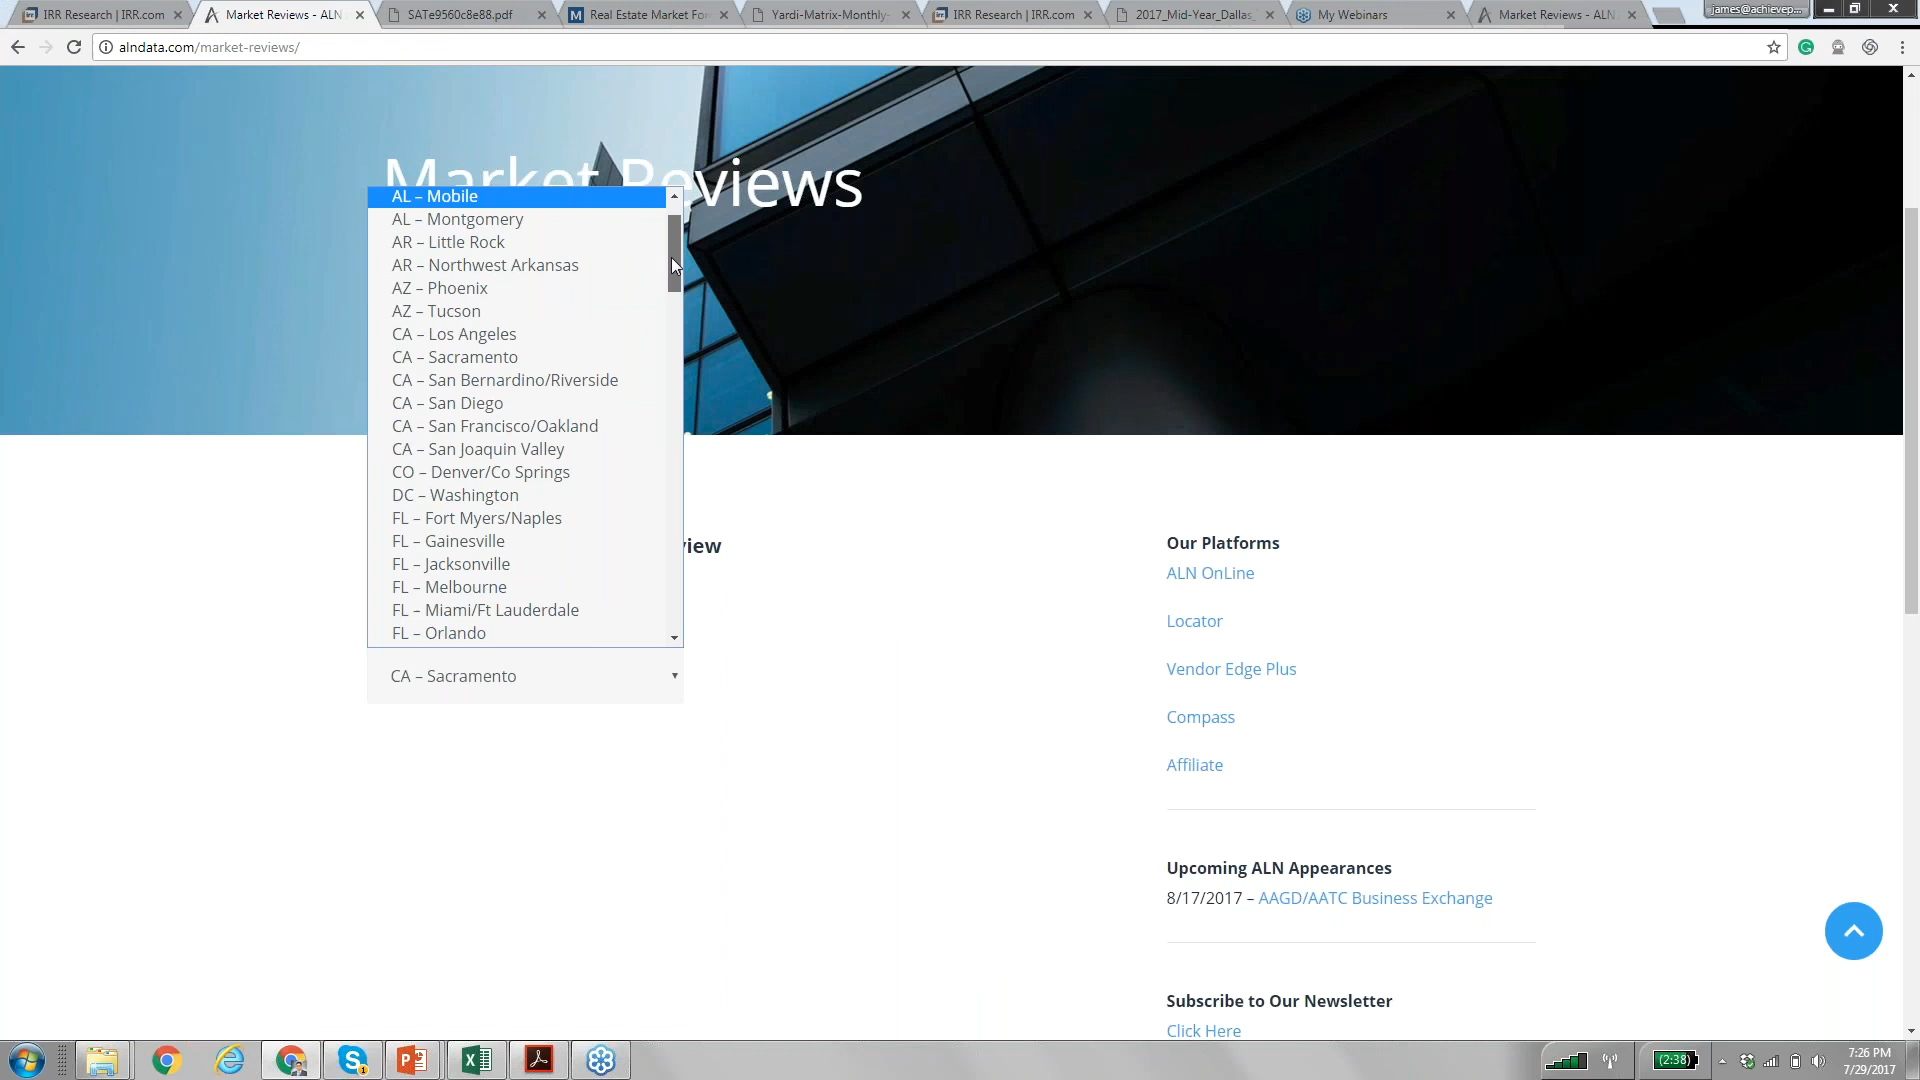 IRR Research | IRR.com
Market Reviews - ALN
SATe9560c8e88.pdf
Real Estate Market For
Yardi-Matrix-Monthly-
IRR Research | IRR.com
2017_Mid-Year_Dallas_
My Webinars
Market Reviews - ALN
james@achievep...
alndata.com/market-reviews/
Market Reviews
AL – Mobile
AL – Montgomery
AR – Little Rock
AR – Northwest Arkansas
AZ – Phoenix
AZ – Tucson
CA – Los Angeles
CA – Sacramento
CA – San Bernardino/Riverside
CA – San Diego
CA – San Francisco/Oakland
CA – San Joaquin Valley
CO – Denver/Co Springs
DC – Washington
FL – Fort Myers/Naples
FL – Gainesville
FL – Jacksonville
FL – Melbourne
FL – Miami/Ft Lauderdale
FL – Orlando
CA – Sacramento
view
Our Platforms
ALN OnLine
Locator
Vendor Edge Plus
Compass
Affiliate
Upcoming ALN Appearances
8/17/2017 – AAGD/AATC Business Exchange
Subscribe to Our Newsletter
Click Here
(2:38)
7:26 PM
7/29/2017